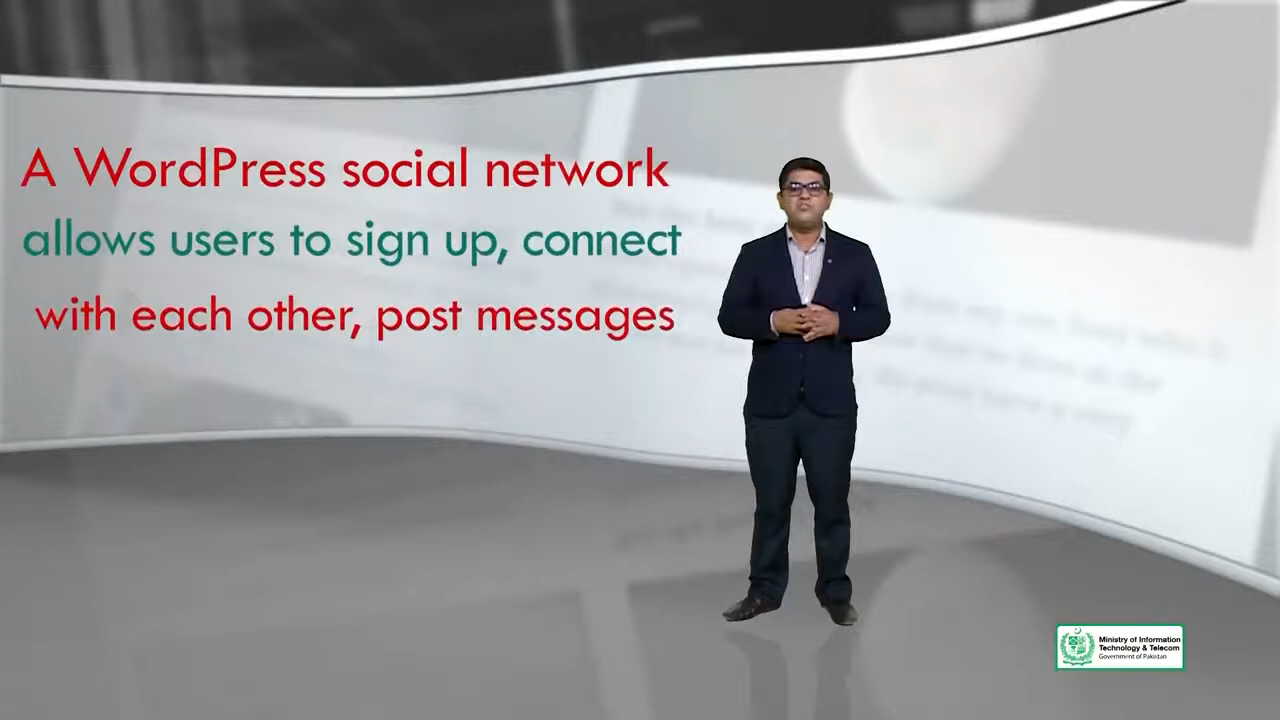 A WordPress social network
allows users to sign up, connect
with each other, post messages
Ministry of Information
Technology & Telecom
Government of Pakistan